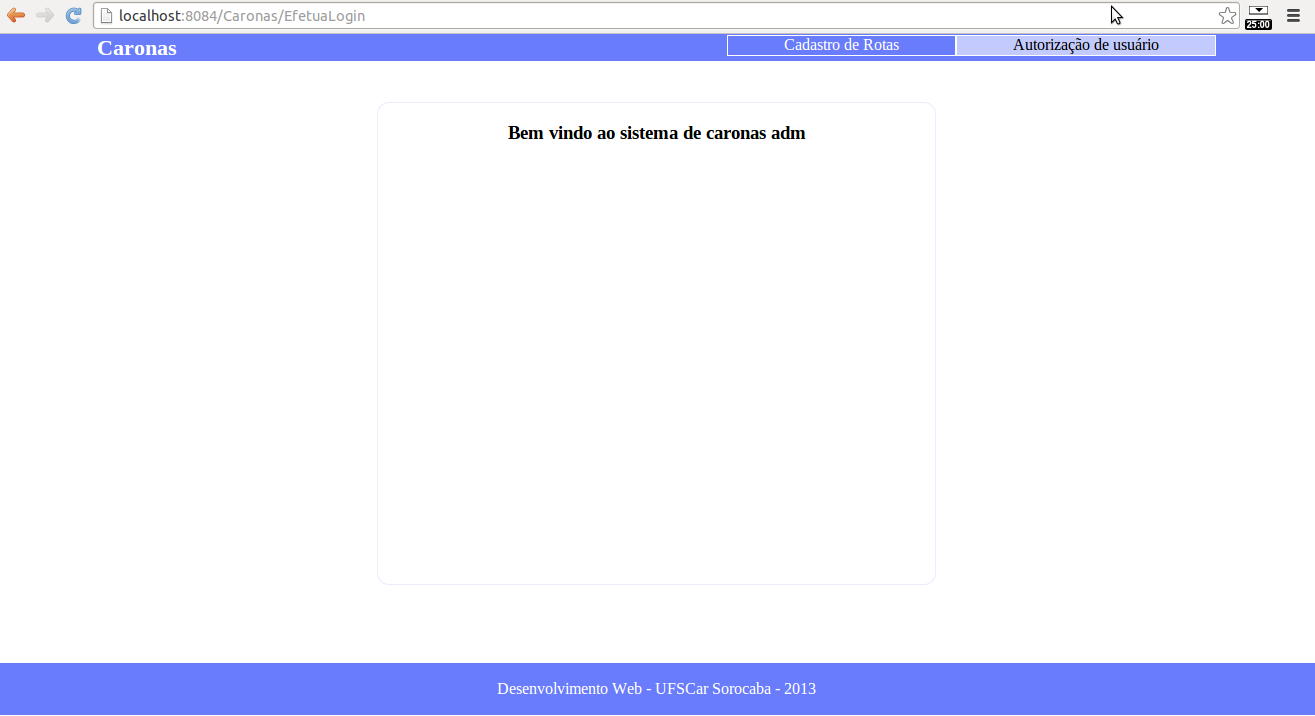 localhost:8084/Caronas/EfetuaLogin
25:00
Caronas
Cadastro de Rotas
Autorização de usuário
Bem vindo ao sistema de caronas adm
Desenvolvimento Web - UFSCar Sorocaba - 2013